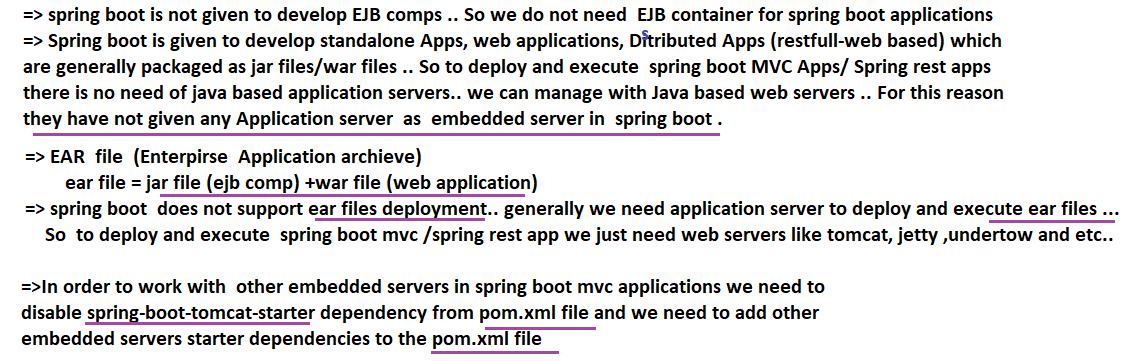 => spring boot is not given to develop EJB comps .. So we do not need  EJB container for spring boot applications
=> Spring boot is given to develop standalone Apps, web applications, Distributed Apps (restfull-web based) which
are generally packaged as jar files/war files .. So to deploy and execute  spring boot MVC Apps/ Spring rest apps
there is no need of java based application servers.. we can manage with Java based web servers .. For this reason
they have not given any Application server  as  embedded server in  spring boot .
=> EAR  file  (Enterpirse  Application archieve)
ear file = jar file (ejb comp) +war file (web application)
=> spring boot  does not support ear files deployment.. generally we need application server to deploy and execute ear files ...
So  to deploy and execute  spring boot mvc /spring rest app we just need web servers like tomcat, jetty ,undertow and etc..
=>In order to work with  other embedded servers in spring boot mvc applications we need to
disable spring-boot-tomcat-starter dependency from pom.xml file and we need to add other
embedded servers starter dependencies to the pom.xml file